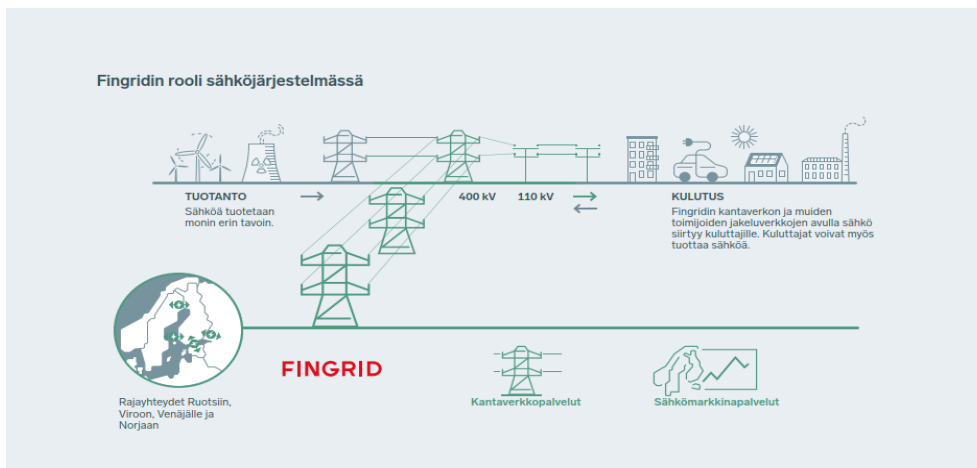 Fingridin rooli sähköjärjestelmässä
TUOTANTO
Sähköä tuotetaan
monin erin tavoin.
400 kV
110 kV
KULUTUS
Fingridin kantaverkon ja muiden
toimijoiden jakeluverkkojen avulla sähkö
siirtyy kuluttajille. Kuluttajat voivat myös
tuottaa sähköä.
FINGRID
Rajayhteydet Ruotsiin,
Viroon, Venäjälle ja
Norjaan
Kantaverkkopalvelut
Sähkömarkkinapalvelut